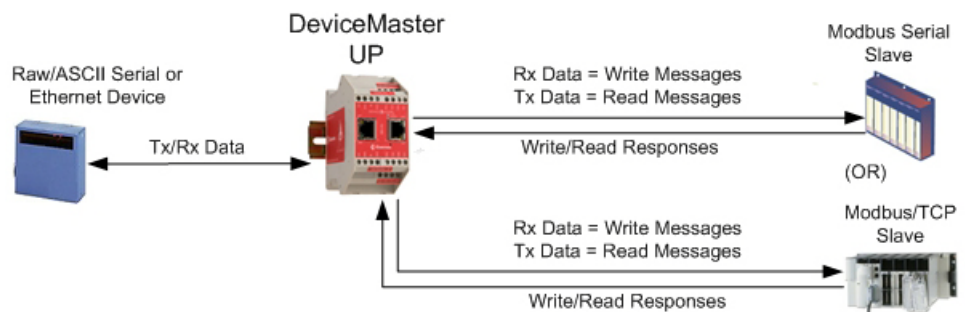 DeviceMaster
UP
Raw/ASCII Serial or
Ethernet Device
Tx/Rx Data
Rx Data = Write Messages
Tx Data = Read Messages
Write/Read Responses
Modbus Serial
Slave
(OR)
Rx Data = Write Messages
Tx Data = Read Messages
Write/Read Responses
Modbus/TCP
Slave